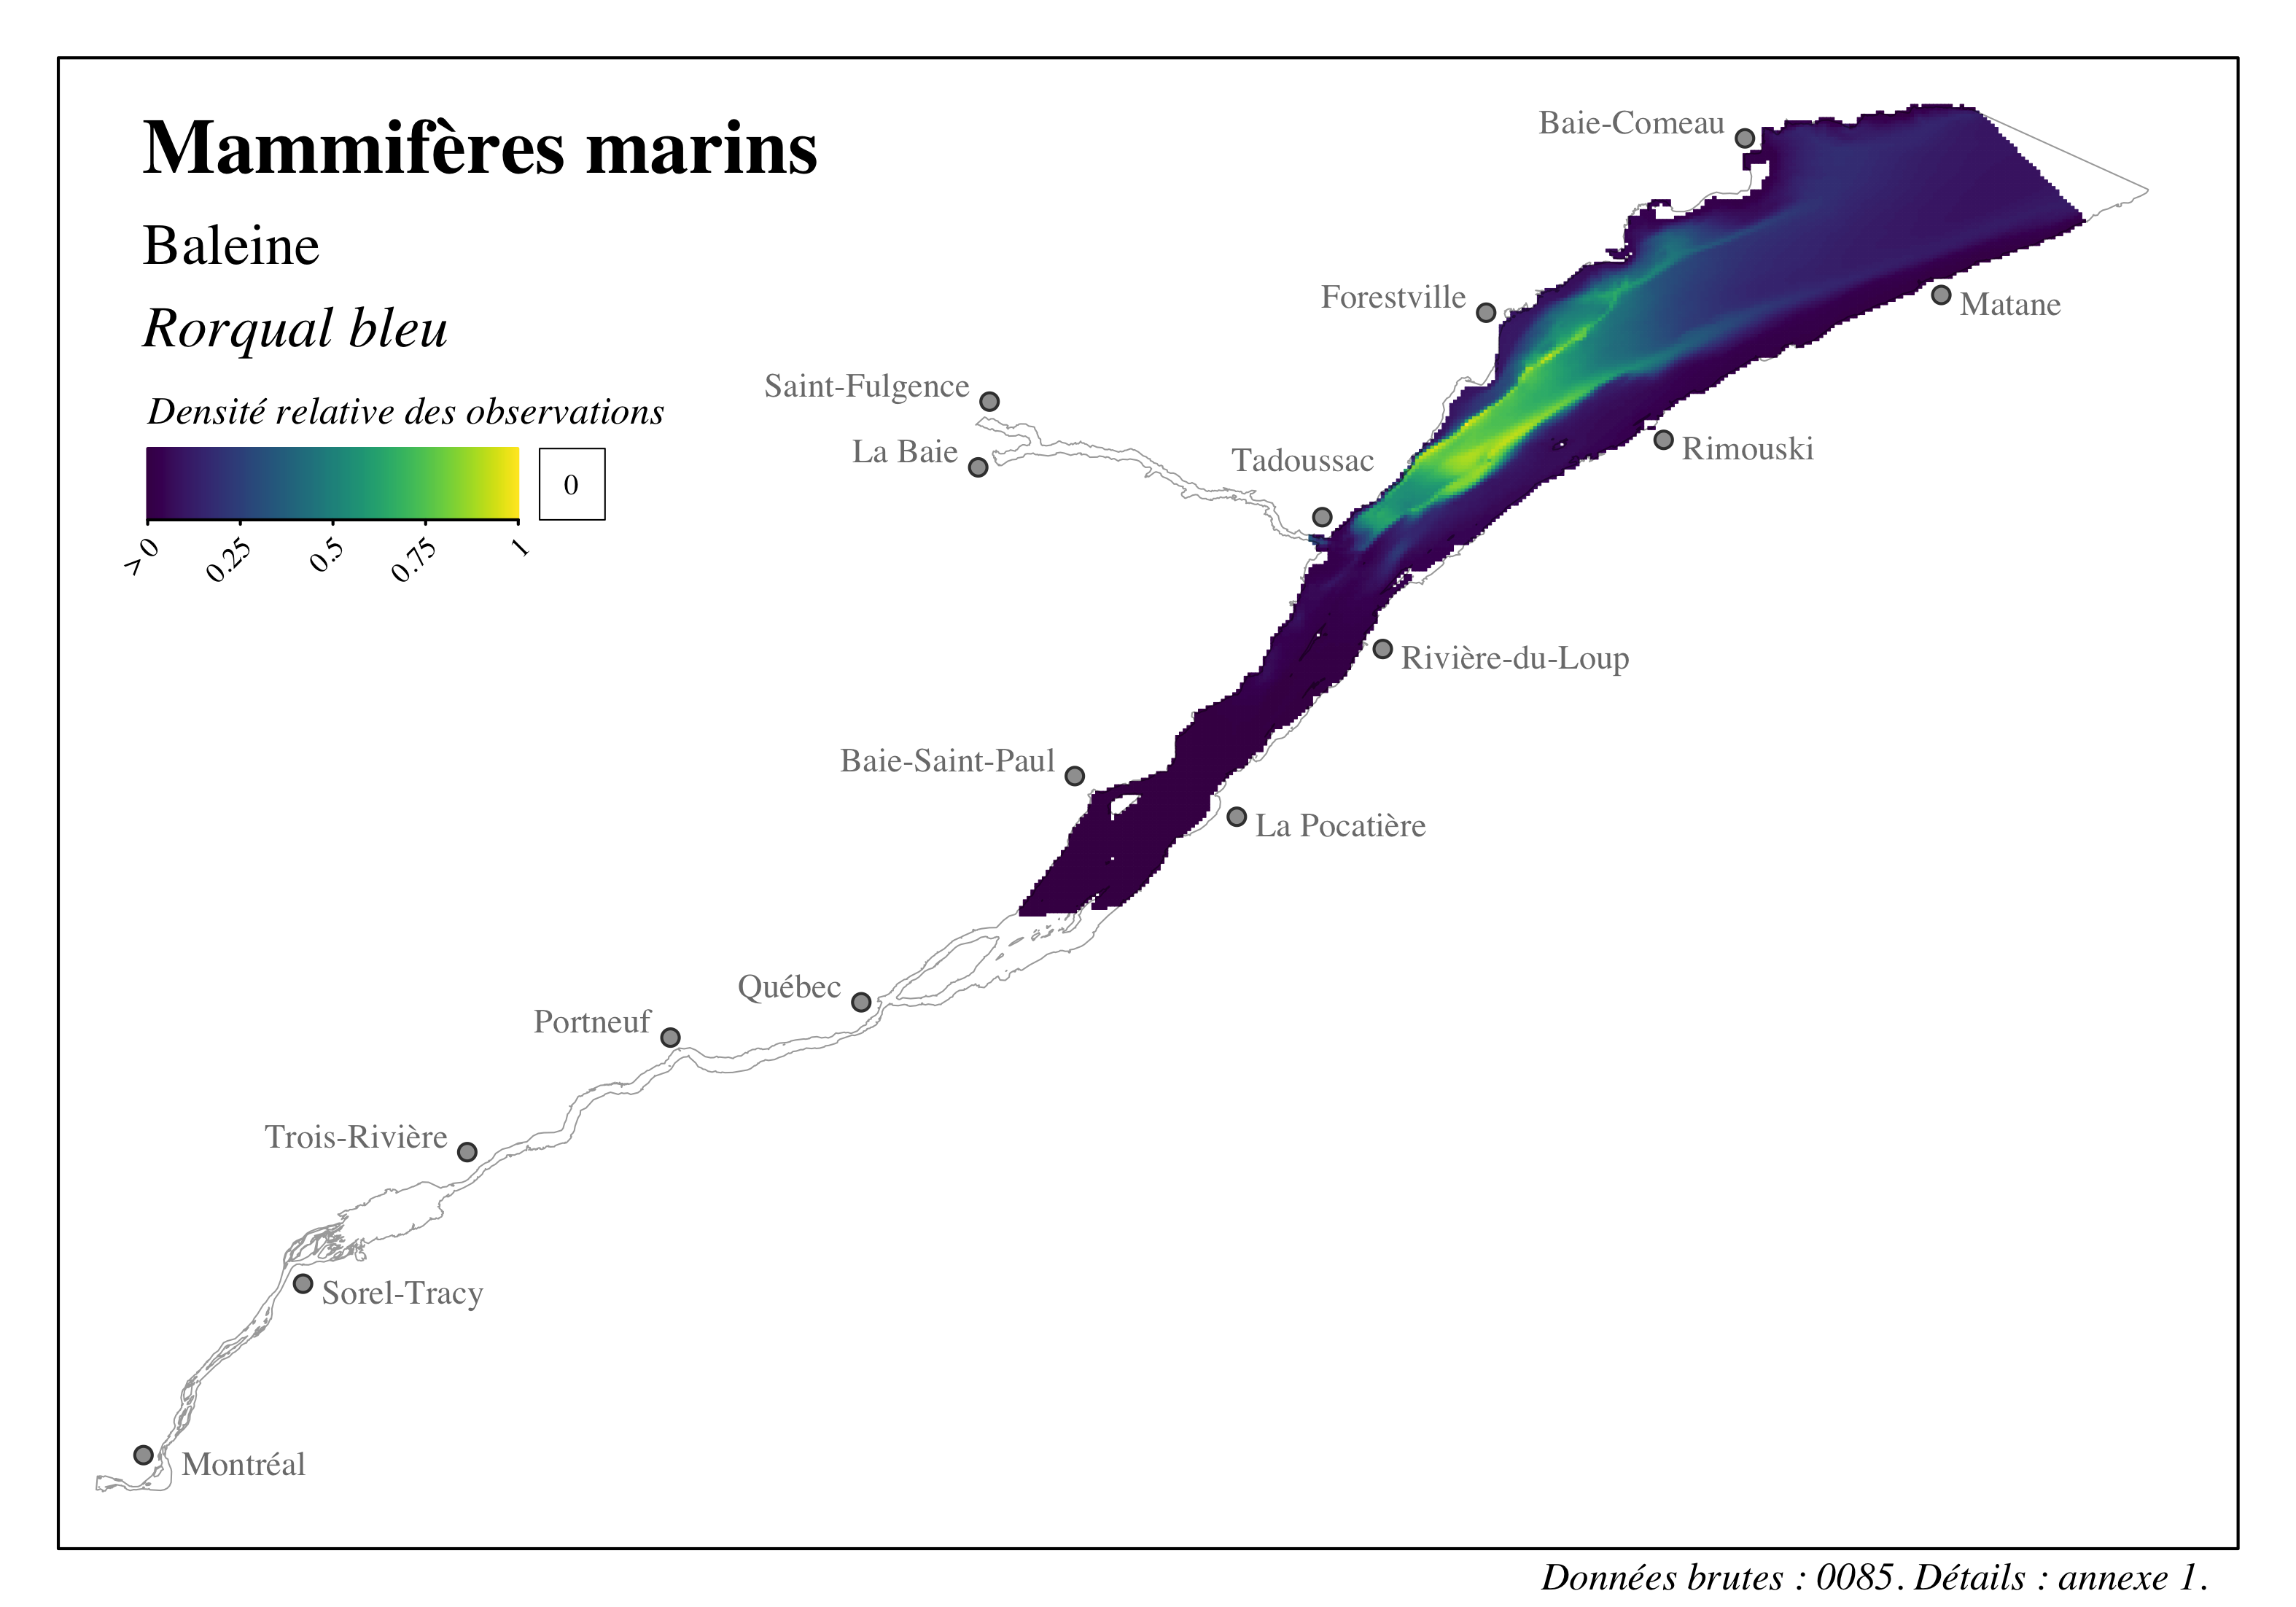 Mammifères marins
Baleine
Rorqual bleu
Densité relative des observations
0
> 0
0.25
0.5
0.75
1
Baie-Comeau
Forestville
Matane
Saint-Fulgence
La Baie
Tadoussac
Rimouski
Rivière-du-Loup
Baie-Saint-Paul
La Pocatière
Québec
Portneuf
Trois-Rivière
Sorel-Tracy
Montréal
Données brutes : 0085. Détails : annexe 1.